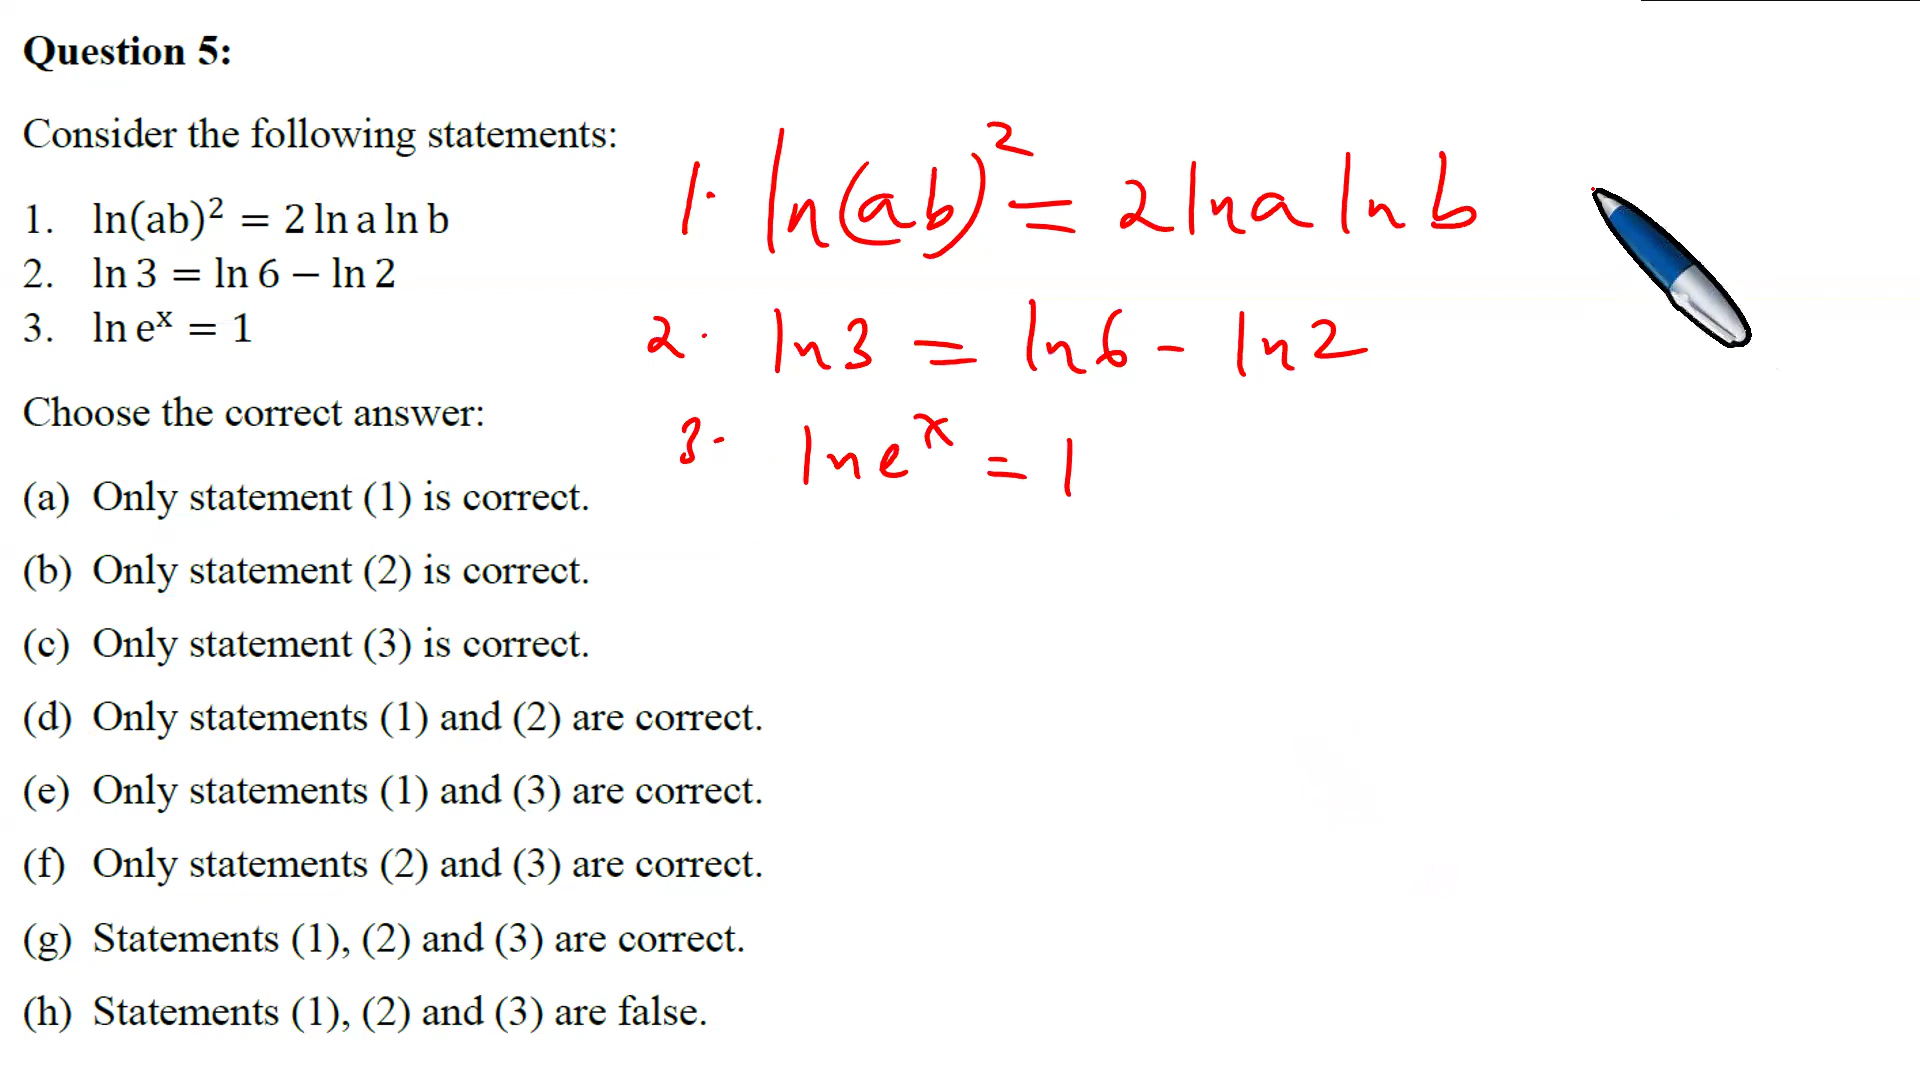 Question 5:
Consider the following statements:
1. ln(ab)² = 2 ln a ln b
2. ln 3 = ln 6 − ln 2
3. ln eˣ = 1
Choose the correct answer:
(a) Only statement (1) is correct.
(b) Only statement (2) is correct.
(c) Only statement (3) is correct.
(d) Only statements (1) and (2) are correct.
(e) Only statements (1) and (3) are correct.
(f) Only statements (2) and (3) are correct.
(g) Statements (1), (2) and (3) are correct.
(h) Statements (1), (2) and (3) are false.
1. ln(ab)² = 2 ln a ln b
2. ln 3 = ln 6 - ln 2
3. ln eˣ = 1